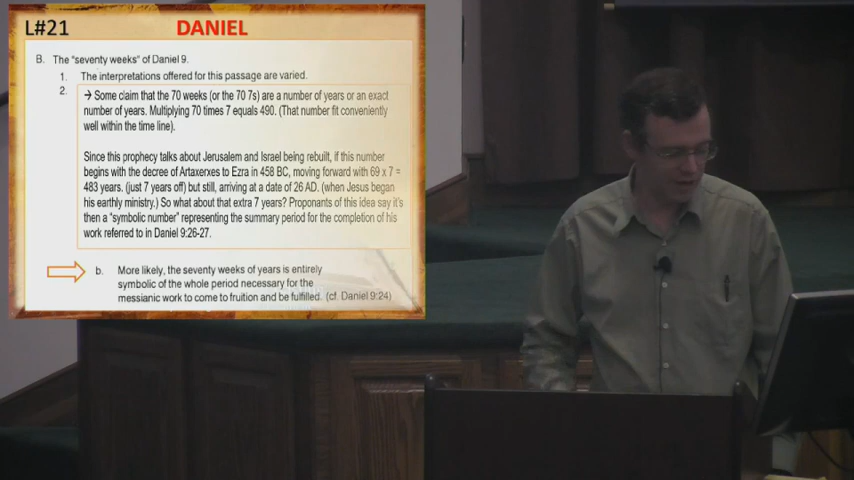 L#21
DANIEL
B. The "seventy weeks" of Daniel 9.
1. The interpretations offered for this passage are varied.
2.
→ Some claim that the 70 weeks (or the 70 7s) are a number of years or an exact
number of years. Multiplying 70 times 7 equals 490. (That number fit conveniently
well within the time line).
Since this prophecy talks about Jerusalem and Israel being rebuilt, if this number
begins with the decree of Artaxerxes to Ezra in 458 BC, moving forward with 69 x 7 =
483 years. (just 7 years off) but still, arriving at a date of 26 AD. (when Jesus began
his earthly ministry.) So what about that extra 7 years? Proponants of this idea say it's
then a "symbolic number" representing the summary period for the completion of his
work referred to in Daniel 9:26-27.
b. More likely, the seventy weeks of years is entirely
symbolic of the whole period necessary for the
messianic work to come to fruition and be fulfilled. (cf. Daniel 9:24)